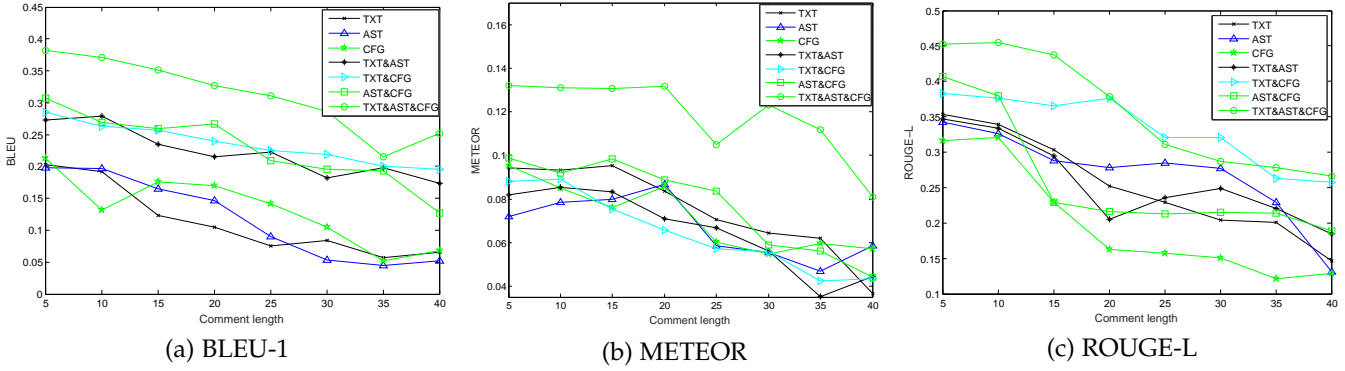 0.45
0.4
0.35
0.3
0.25
0.2
0.15
0.1
0.05
0
BLEU
5 10 15 20 25 30 35 40
Comment length
TXT
AST
CFG
TXT&AST
TXT&CFG
AST&CFG
TXT&AST&CFG
(a) BLEU-1
0.16
0.14
0.12
0.1
0.08
0.06
0.04
METEOR
5 10 15 20 25 30 35 40
Comment length
TXT
AST
CFG
TXT&AST
TXT&CFG
AST&CFG
TXT&AST&CFG
(b) METEOR
0.5
0.45
0.4
0.35
0.3
0.25
0.2
0.15
0.1
ROUGE-L
5 10 15 20 25 30 35 40
Comment length
TXT
AST
CFG
TXT&AST
TXT&CFG
AST&CFG
TXT&AST&CFG
(c) ROUGE-L